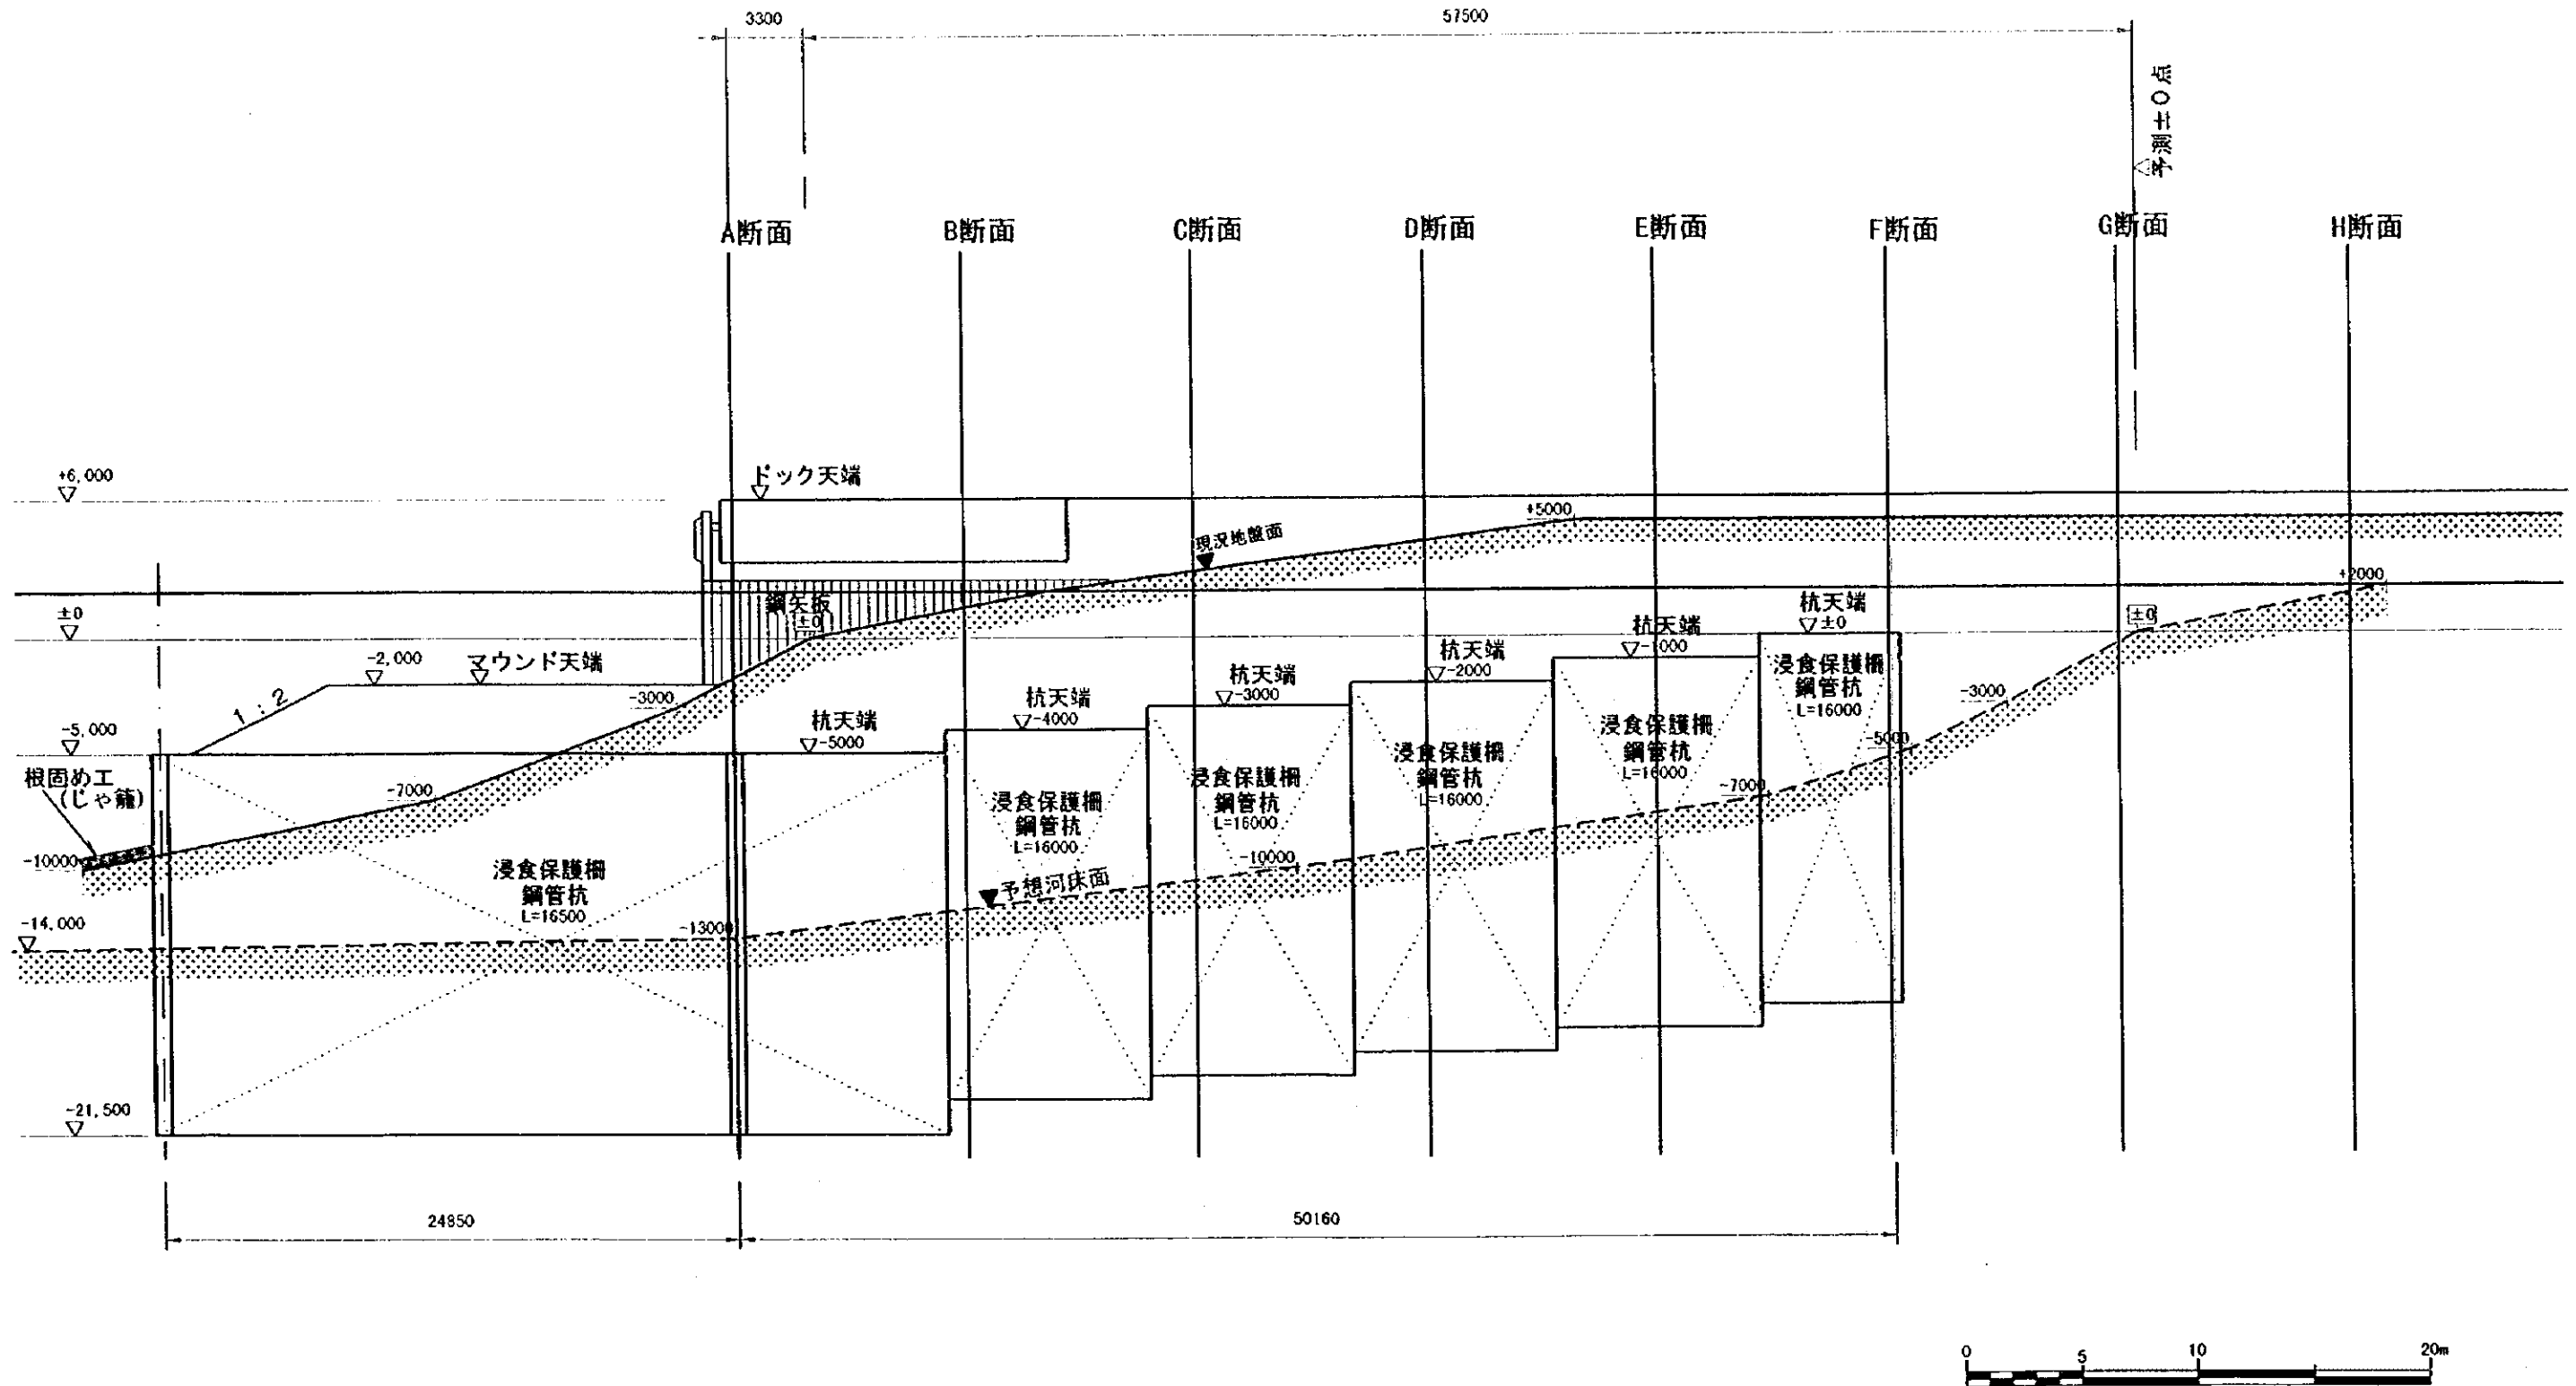 3300
57500
予測±0点
A断面
B断面
C断面
D断面
E断面
F断面
G断面
H断面
+6,000
ドック天端
+5000
現況地盤面
+2000
±0
鋼矢板
±0
杭天端
±0
±0
-2,000
マウンド天端
1:2
-3000
杭天端
-1000
杭天端
-2000
杭天端
-3000
杭天端
-4000
杭天端
-5000
-5,000
浸食保護柵
鋼管杭
L=16000
-3000
-5000
浸食保護柵
鋼管杭
L=16000
-7000
浸食保護柵
鋼管杭
L=16000
浸食保護柵
鋼管杭
L=16000
浸食保護柵
鋼管杭
L=16000
根固め工
(じゃ籠)
-7000
-10000
-10000
浸食保護柵
鋼管杭
L=16500
予想河床面
-14,000
-13000
-21,500
24850
50160
0
5
10
20m